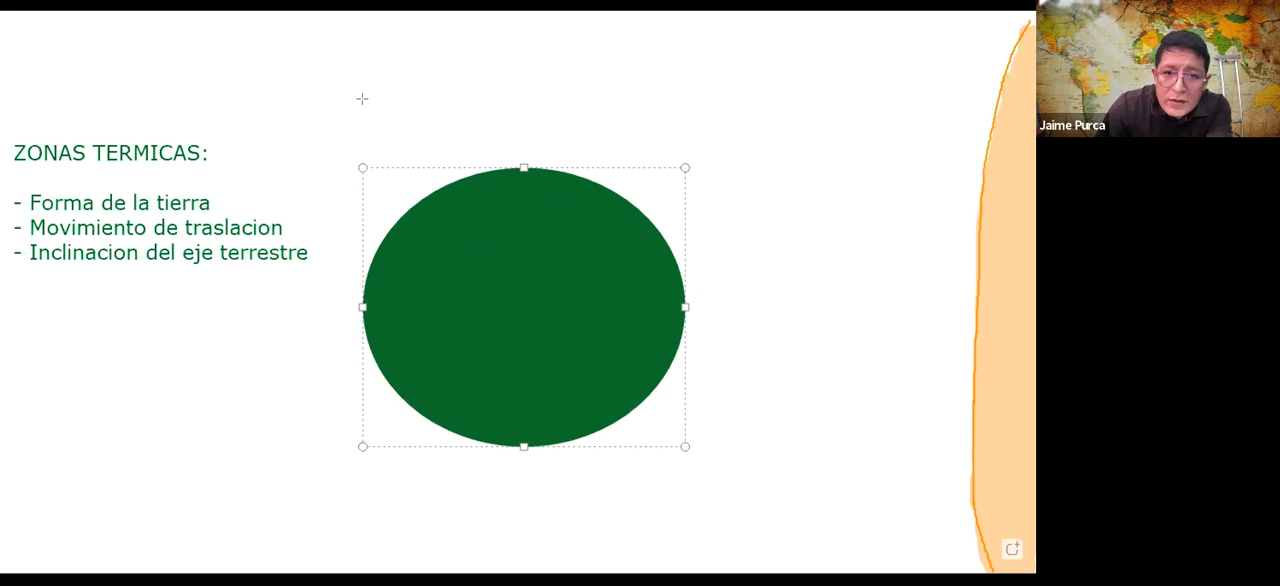 ZONAS TERMICAS:
- Forma de la tierra
- Movimiento de traslacion
- Inclinacion del eje terrestre
Jaime Purca